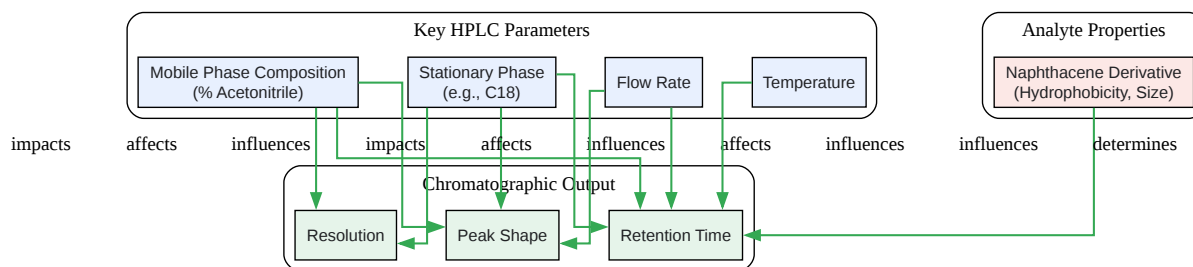 Key HPLC Parameters
Analyte Properties
Mobile Phase Composition
(% Acetonitrile)
Stationary Phase
(e.g., C18)
Flow Rate
Temperature
Naphthacene Derivative
(Hydrophobicity, Size)
impacts affects influences impacts affects influences affects influences influences determines
Chromatographic Output
Resolution
Peak Shape
Retention Time